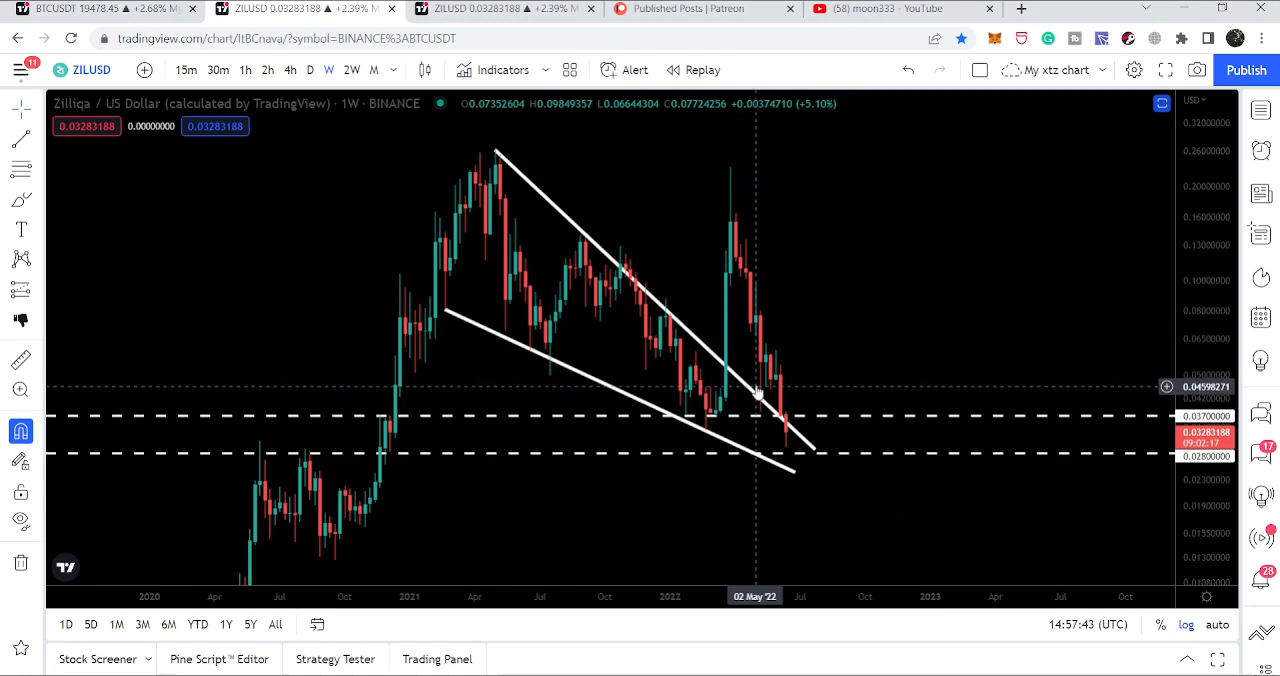 BTCUSDT 19478.45 ▲ +2.68% M
ZILUSD 0.03283188 ▲ +2.39% M
ZILUSD 0.03283188 ▲ +2.39% M
Published Posts | Patreon
(58) moon333 - YouTube
tradingview.com/chart/ItBCnava/?symbol=BINANCE%3ABTCUSDT
11
ZILUSD 15m 30m 1h 2h 4h D W 2W M Indicators Alert Replay My xtz chart Publish
Zilliqa / US Dollar (calculated by TradingView) · 1W · BINANCE O0.07352604 H0.09849357 L0.06644304 C0.07724256 +0.00374710 (+5.10%)
USD
0.03283188 0.00000000 0.03283188
0.32000000
0.26000000
0.20000000
0.16000000
0.13000000
0.10000000
0.08000000
0.06500000
0.05000000
0.04598271
0.04200000
0.03700000
0.03283188
09:02:17
0.02800000
0.02300000
0.01900000
0.01550000
0.01300000
0.01080000
17
28
2020 Apr Jul Oct 2021 Apr Jul Oct 2022 02 May '22 Jul Oct 2023 Apr Jul Oct
1D 5D 1M 3M 6M YTD 1Y 5Y All 14:57:43 (UTC) % log auto
Stock Screener Pine Script™ Editor Strategy Tester Trading Panel